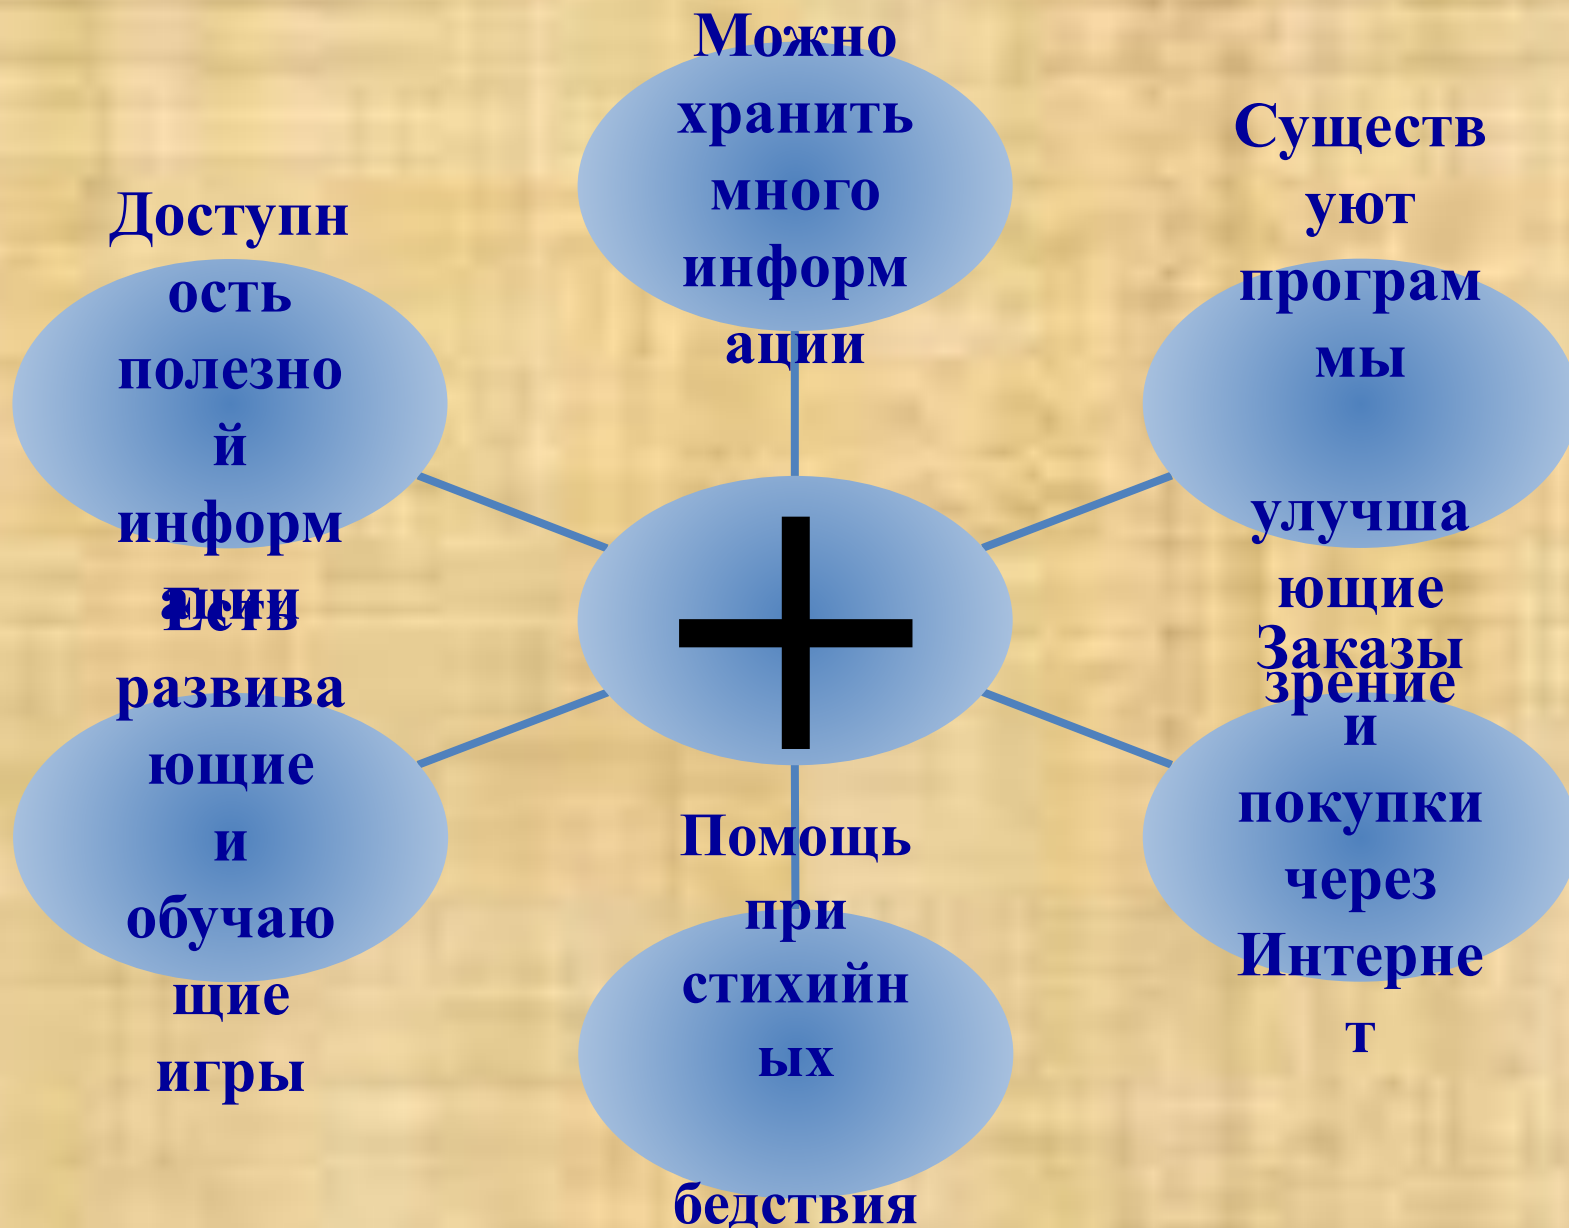 Можно
хранить
много
информ
ации
Существ
уют
програм
мы
улучша
ющие
зрение
Доступн
ость
полезно
й
информ
ации
+
Есть
развива
ющие
и
обучаю
щие
игры
Заказы
и
покупки
через
Интерне
т
Помощь
при
стихийн
ых
бедствия